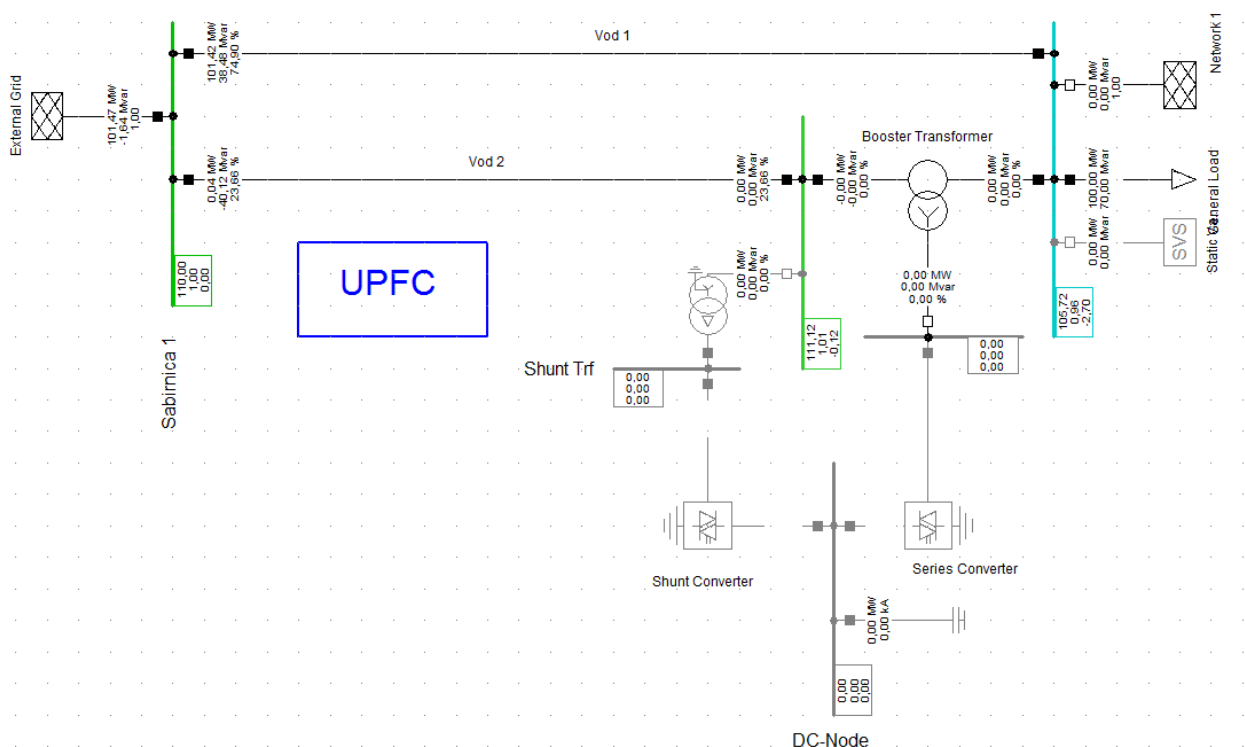 Vod 1
101,42 MW
38,48 Mvar
74,90 %
External Grid
101,47 MW
-1,64 Mvar
1,00
0,00 MW
0,00 Mvar
1,00
Network 1
Booster Transformer
Vod 2
0,04 MW
-40,12 Mvar
23,66 %
0,00 MW
0,00 Mvar
23,66 %
-0,00 MW
-0,00 Mvar
0,00 %
0,00 MW
0,00 Mvar
0,00 %
100,00 MW
70,00 Mvar
General Load
0,00 MW
0,00 Mvar
SVS
Static Va
110,00
1,00
0,00
UPFC
0,00 MW
0,00 Mvar
0,00 %
0,00 MW
0,00 Mvar
0,00 %
105,72
0,96
-2,70
111,12
1,01
-0,12
0,00
0,00
0,00
Sabirnica 1
Shunt Trf
0,00
0,00
0,00
Shunt Converter
Series Converter
0,00 MW
0,00 kA
0,00
0,00
0,00
DC-Node